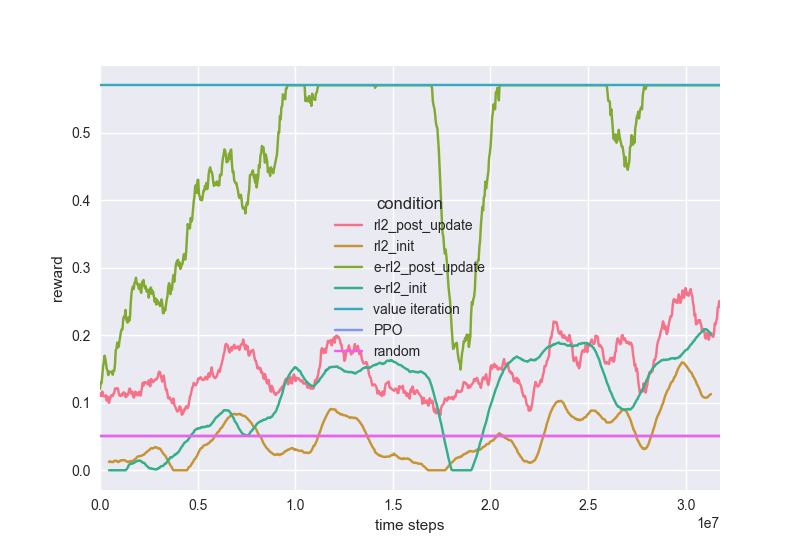 0.5
0.4
0.3
0.2
0.1
0.0
reward
condition
rl2_post_update
rl2_init
e-rl2_post_update
e-rl2_init
value iteration
PPO
random
0.0 0.5 1.0 1.5 2.0 2.5 3.0
1e7
time steps